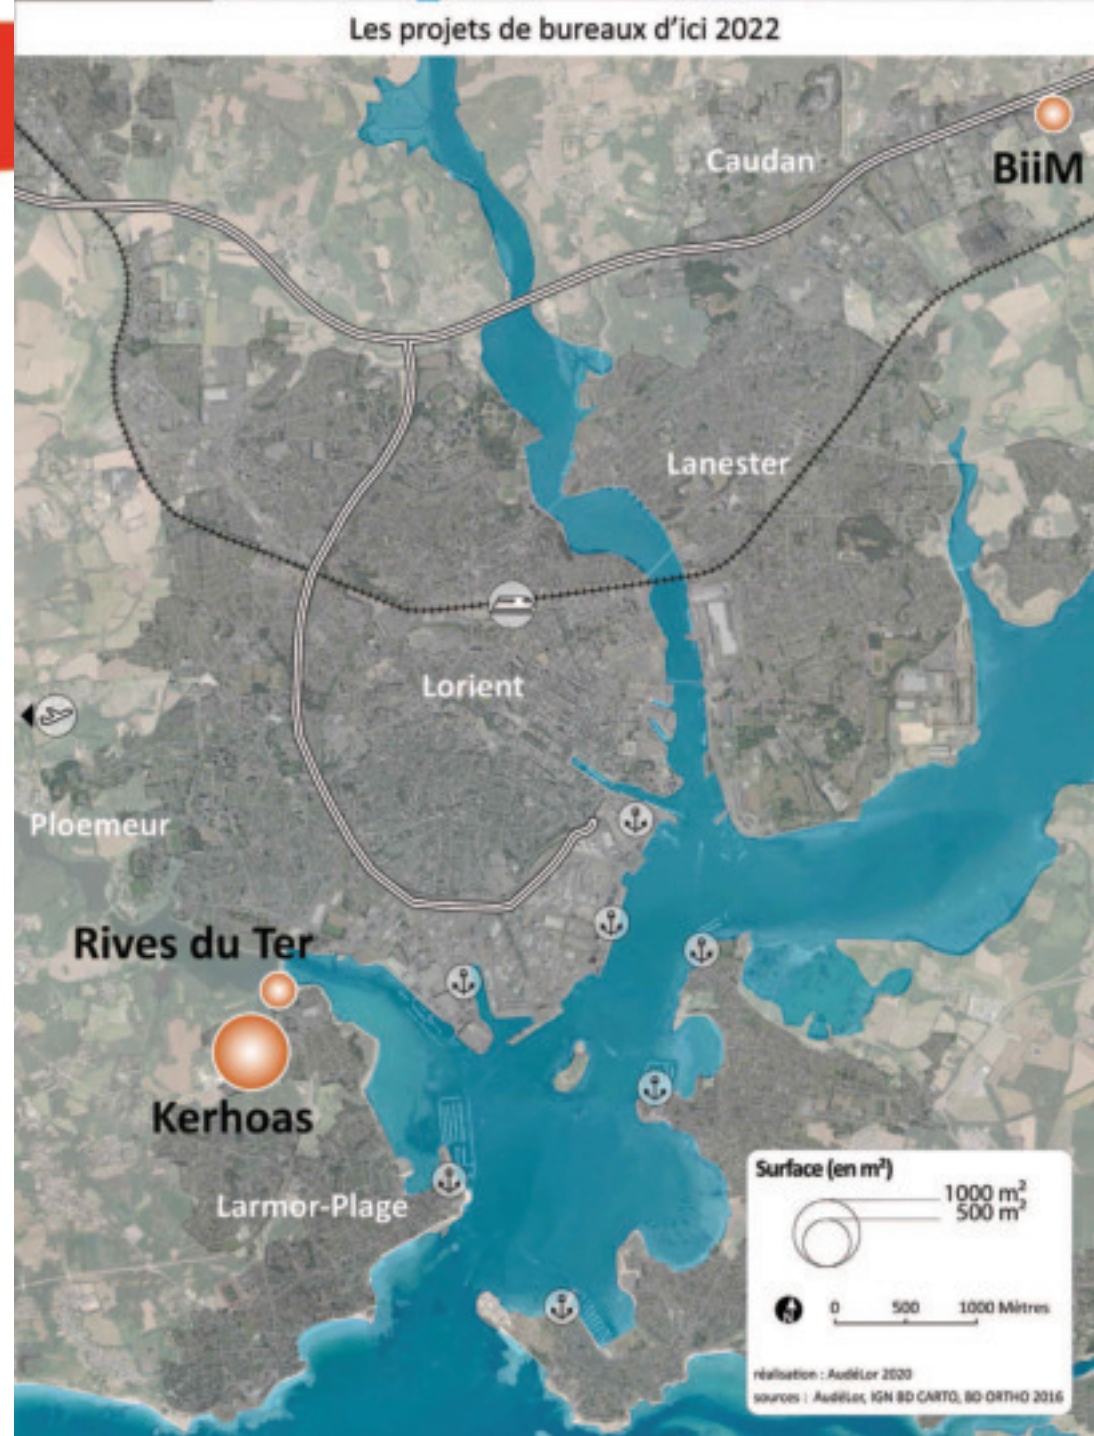 Les projets de bureaux d'ici 2022
Caudan
BiiM
Lanester
Lorient
Ploemeur
Rives du Ter
Kerhoas
Larmor-Plage
Surface (en m²)
1000 m²
500 m²
N
0 500 1000 Mètres
réalisation : AudéLor 2020
sources : AudéLor, IGN BD CARTO, BD ORTHO 2016